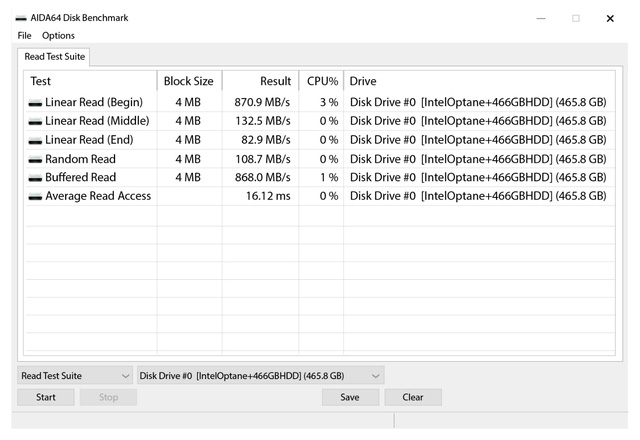 AIDA64 Disk Benchmark
File Options
Read Test Suite
Test Block Size Result CPU% Drive
Linear Read (Begin) 4 MB 870.9 MB/s 3 % Disk Drive #0 [IntelOptane+466GBHDD] (465.8 GB)
Linear Read (Middle) 4 MB 132.5 MB/s 0 % Disk Drive #0 [IntelOptane+466GBHDD] (465.8 GB)
Linear Read (End) 4 MB 82.9 MB/s 0 % Disk Drive #0 [IntelOptane+466GBHDD] (465.8 GB)
Random Read 4 MB 108.7 MB/s 0 % Disk Drive #0 [IntelOptane+466GBHDD] (465.8 GB)
Buffered Read 4 MB 868.0 MB/s 1 % Disk Drive #0 [IntelOptane+466GBHDD] (465.8 GB)
Average Read Access 16.12 ms 0 % Disk Drive #0 [IntelOptane+466GBHDD] (465.8 GB)
Read Test Suite Disk Drive #0 [IntelOptane+466GBHDD] (465.8 GB)
Start Stop Save Clear